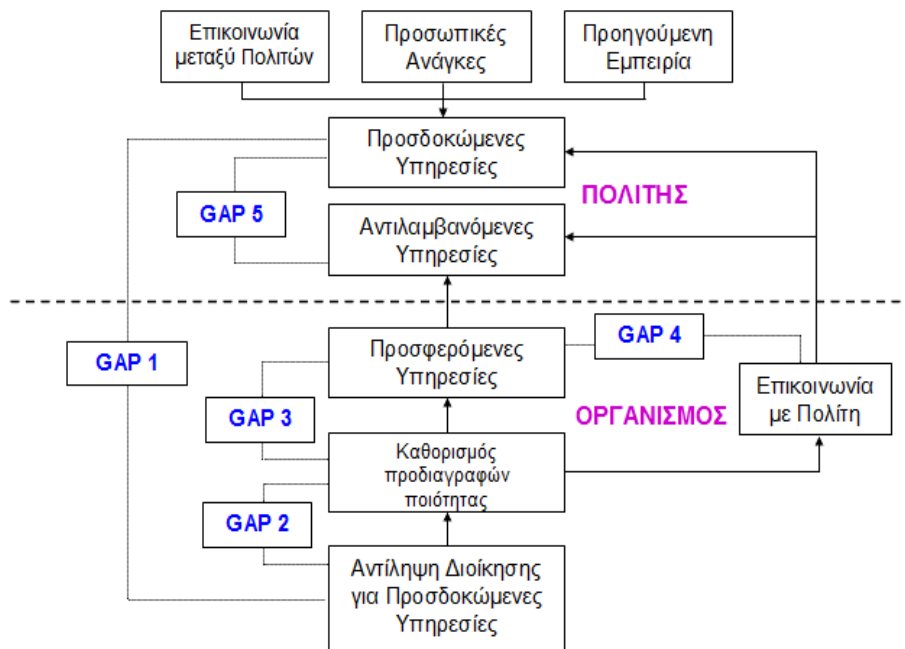 Επικοινωνία
μεταξύ Πολιτών
Προσωπικές
Ανάγκες
Προηγούμενη
Εμπειρία
Προσδοκώμενες
Υπηρεσίες
GAP 5
ΠΟΛΙΤΗΣ
Αντιλαμβανόμενες
Υπηρεσίες
GAP 1
Προσφερόμενες
Υπηρεσίες
GAP 4
GAP 3
ΟΡΓΑΝΙΣΜΟΣ
Επικοινωνία
με Πολίτη
Καθορισμός
προδιαγραφών
ποιότητας
GAP 2
Αντίληψη Διοίκησης
για Προσδοκώμενες
Υπηρεσίες